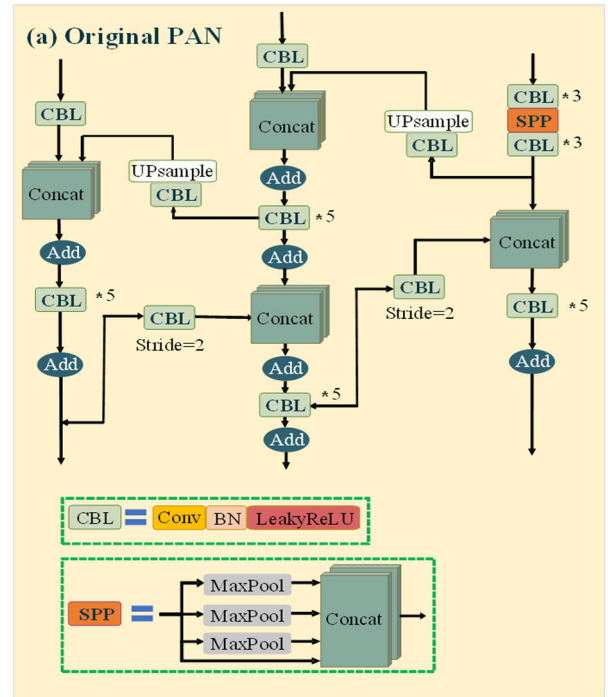 (a) Original PAN
CBL
Concat
Add
CBL *5
Add
UPsample
CBL
CBL
Stride=2
CBL
Concat
Add
CBL *5
Add
Concat
Add
CBL *5
Add
UPsample
CBL
CBL
Stride=2
CBL *3
SPP
CBL *3
Concat
CBL *5
Add
CBL = Conv BN LeakyReLU
SPP =
MaxPool
MaxPool
MaxPool
Concat